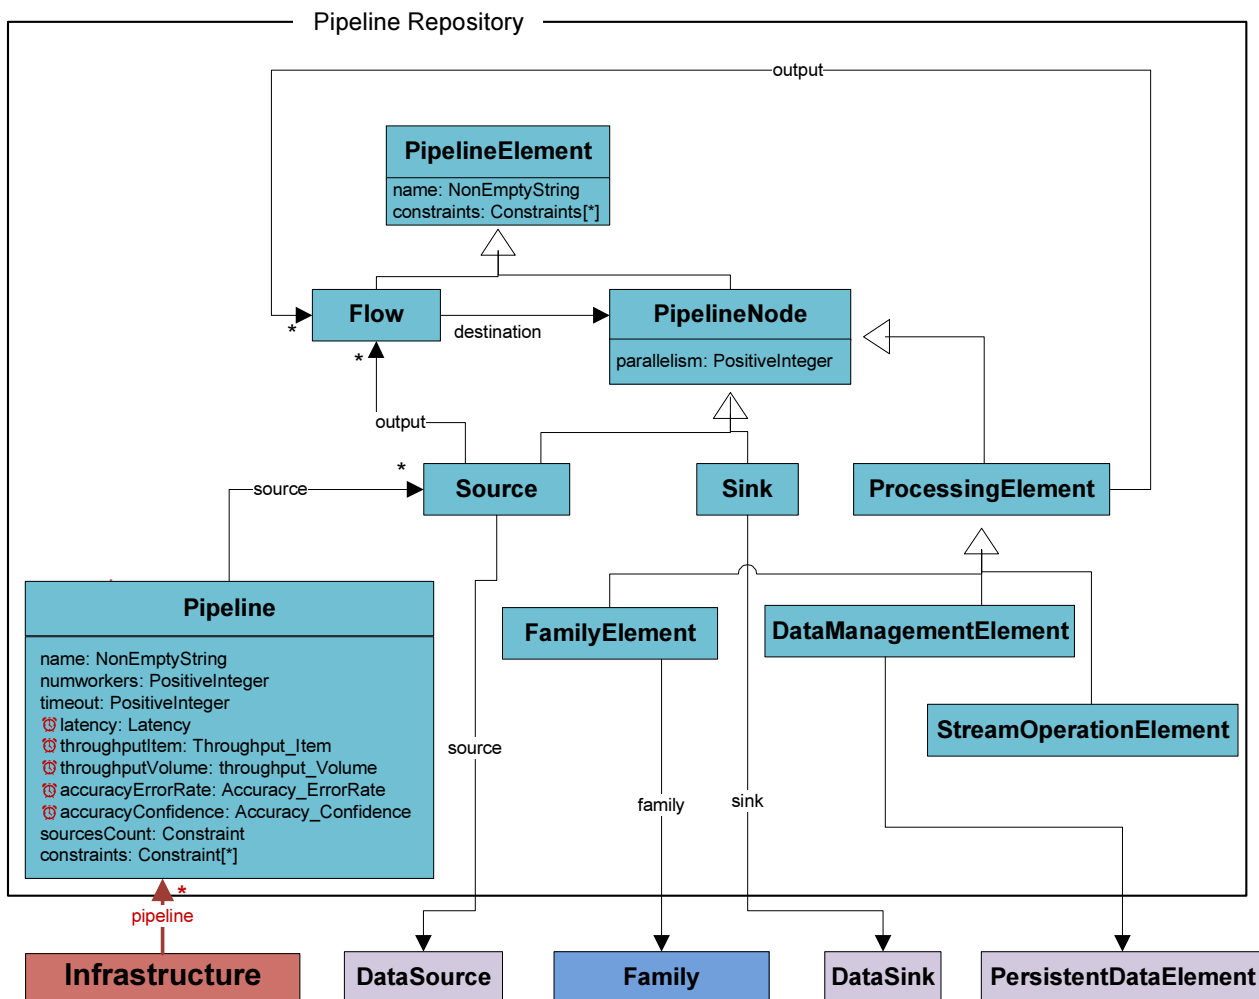 Pipeline Repository
output
PipelineElement
name: NonEmptyString
constraints: Constraints[*]
Flow
*
*
destination
PipelineNode
parallelism: PositiveInteger
output
source
*
Source
Sink
ProcessingElement
Pipeline
name: NonEmptyString
numworkers: PositiveInteger
timeout: PositiveInteger
latency: Latency
throughputItem: Throughput_Item
throughputVolume: throughput_Volume
accuracyErrorRate: Accuracy_ErrorRate
accuracyConfidence: Accuracy_Confidence
sourcesCount: Constraint
constraints: Constraint[*]
FamilyElement
DataManagementElement
StreamOperationElement
source
family
sink
*
pipeline
Infrastructure
DataSource
Family
DataSink
PersistentDataElement